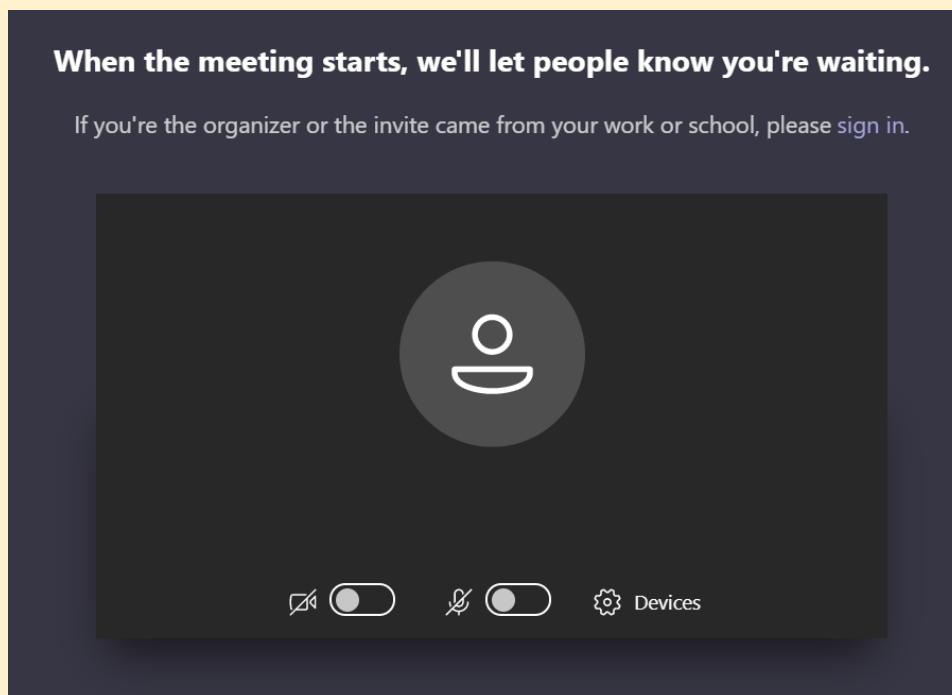 When the meeting starts, we'll let people know you're waiting.
If you're the organizer or the invite came from your work or school, please sign in.
Devices